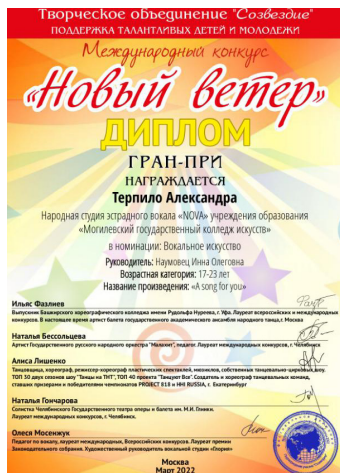 Творческое объединение "Созвездие"
ПОДДЕРЖКА ТАЛАНТЛИВЫХ ДЕТЕЙ И МОЛОДЕЖИ
Международный конкурс
«Новый ветер»
ДИПЛОМ
ГРАН-ПРИ
НАГРАЖДАЕТСЯ
Терпило Александра
Народная студия эстрадного вокала «NOVA» учреждения образования
«Могилевский государственный колледж искусств»
в номинации: Вокальное искусство
Руководитель: Наумовец Инна Олеговна
Возрастная категория: 17-23 лет
Название произведения: «A song for you»
Ильяс Фазлиев
Выпускник Башкирского хореографического колледжа имени Рудольфа Нуреева, г. Уфа. Лауреат всероссийских и международных
конкурсов. В настоящее время артист балета государственного академического ансамбля народного танца, г. Москва
Наталья Бессольцева
Артист Государственного русского народного оркестра "Малахит", педагог. Лауреат международных конкурсов, г. Челябинск
Алиса Лишенко
Танцовщица, хореограф, режиссер-хореограф пластических спектаклей, мюзиклов, собственных танцевально-цирковых шоу.
ТОП 50 двух сезонов шоу "Танцы на ТНТ", ТОП 40 проекта "Танцуют Все". Создатель и хореограф танцевальных команд,
ставших призерами и победителями чемпионатов PROJECT 818 и HHI RUSSIA, г. Екатеринбург
Наталья Гончарова
Солистка Челябинского Государственного театра оперы и балета им. М.И. Глинки.
Лауреат международных конкурсов, г. Челябинск.
Олеся Мосенжук
Педагог по вокалу, лауреат международных, Всероссийских конкурсов. Лауреат премии
Законодательного собрания. Художественный руководитель вокальной студии «Глория»
Москва
Март 2022